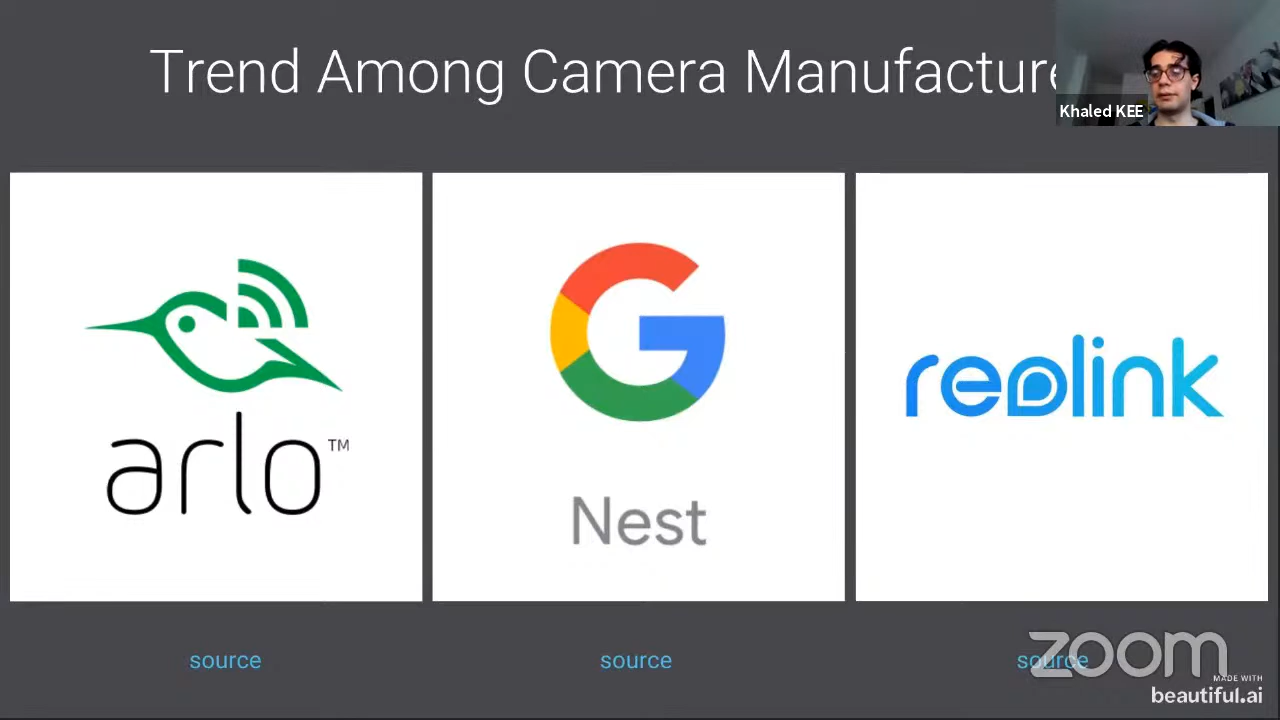 Trend Among Camera Manufacture
Khaled KEE
arlo™
G
Nest
reolink
source
source
source
zoom
MADE WITH
beautiful.ai